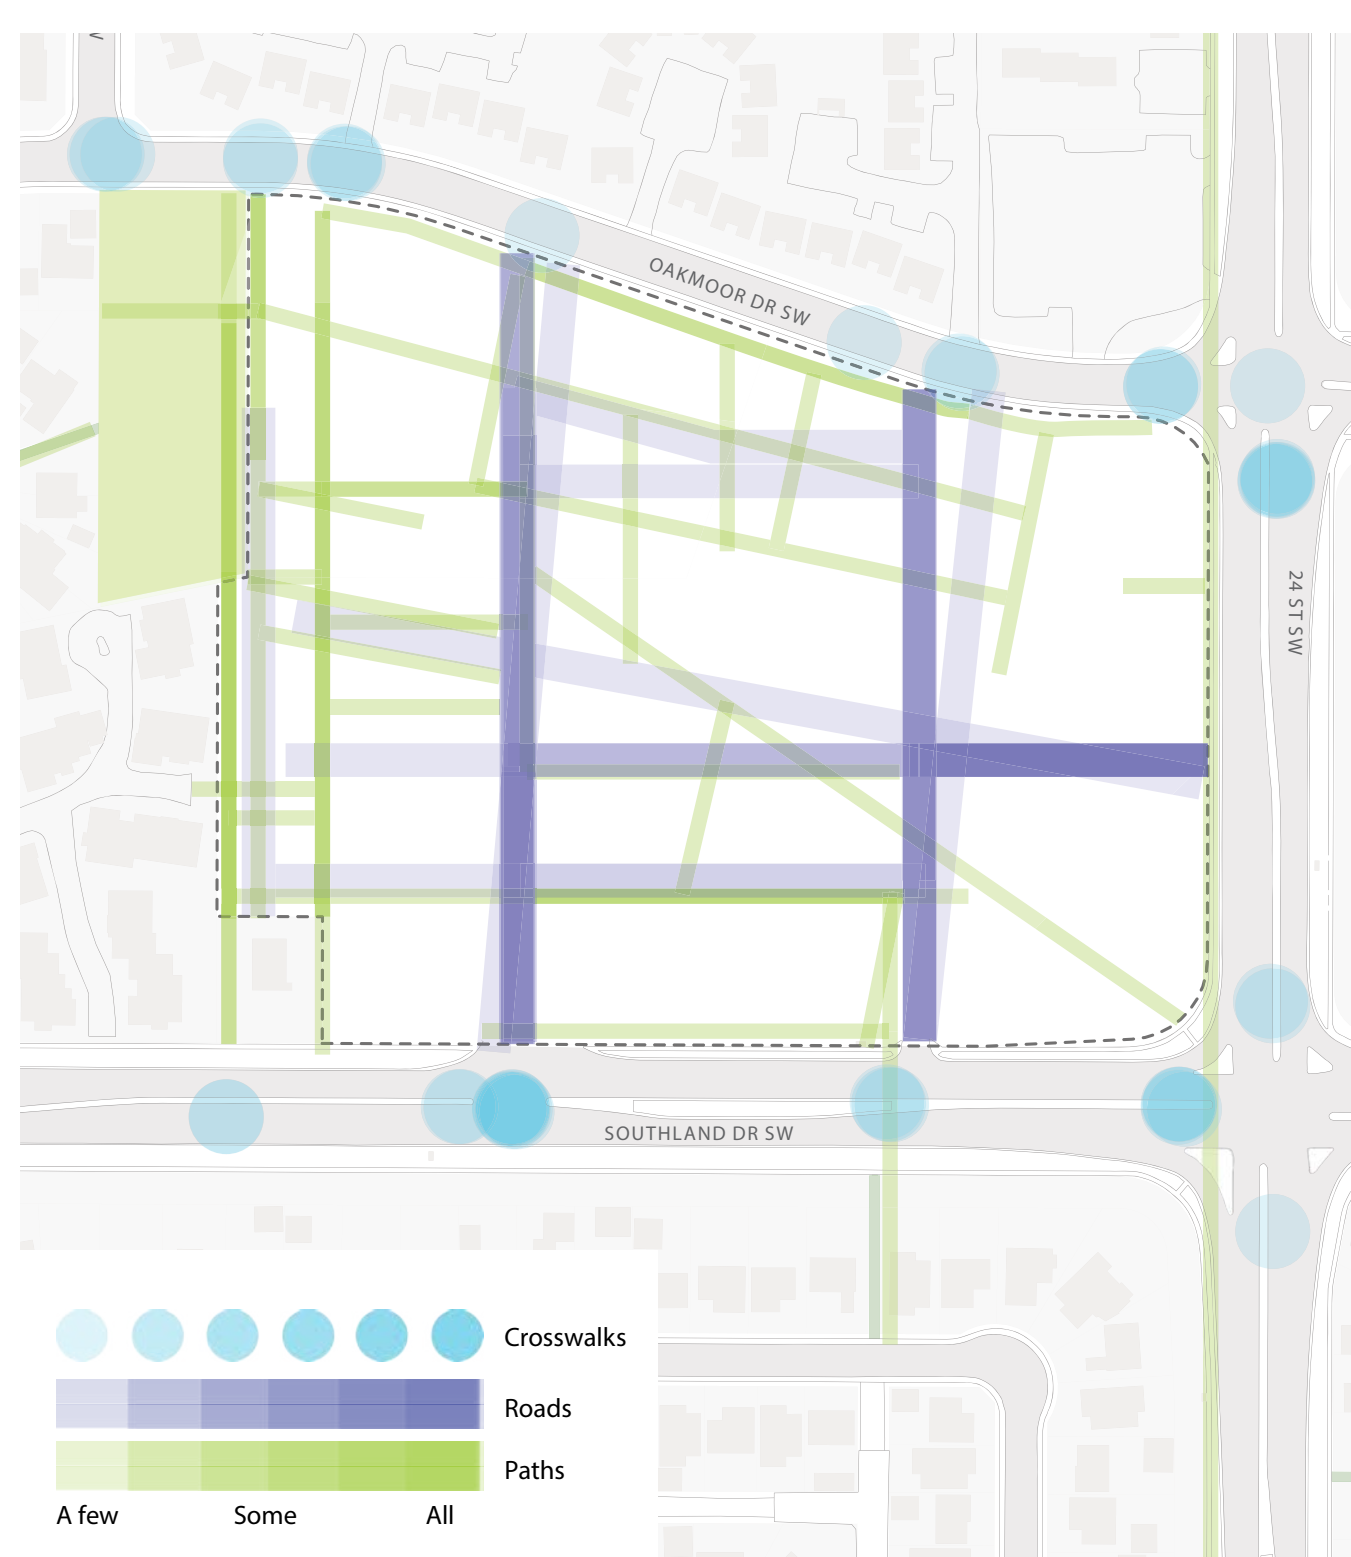 OAKMOOR DR SW
24 ST SW
SOUTHLAND DR SW
Crosswalks
Roads
Paths
A few Some All